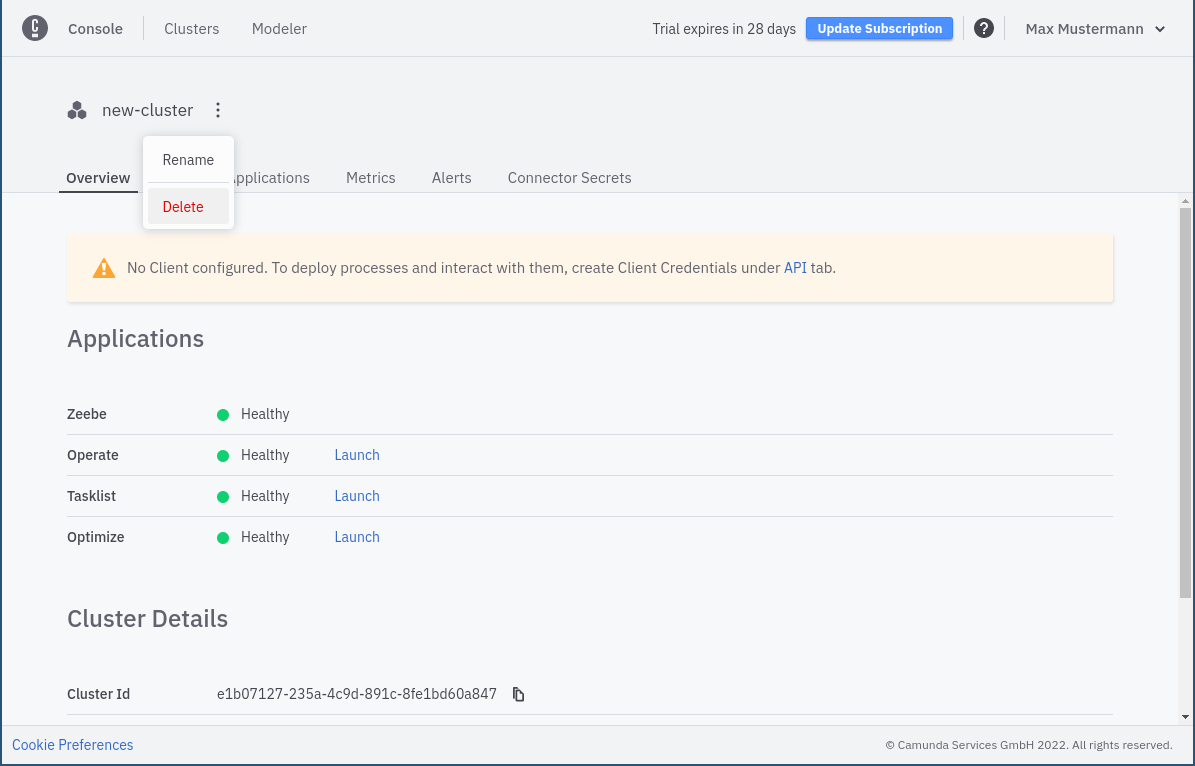 Console
Clusters
Modeler
Trial expires in 28 days
Update Subscription
Max Mustermann
new-cluster
Rename
Delete
Overview
Applications
Metrics
Alerts
Connector Secrets
No Client configured. To deploy processes and interact with them, create Client Credentials under API tab.
Applications
Zeebe Healthy
Operate Healthy Launch
Tasklist Healthy Launch
Optimize Healthy Launch
Cluster Details
Cluster Id e1b07127-235a-4c9d-891c-8fe1bd60a847
Cookie Preferences
© Camunda Services GmbH 2022. All rights reserved.